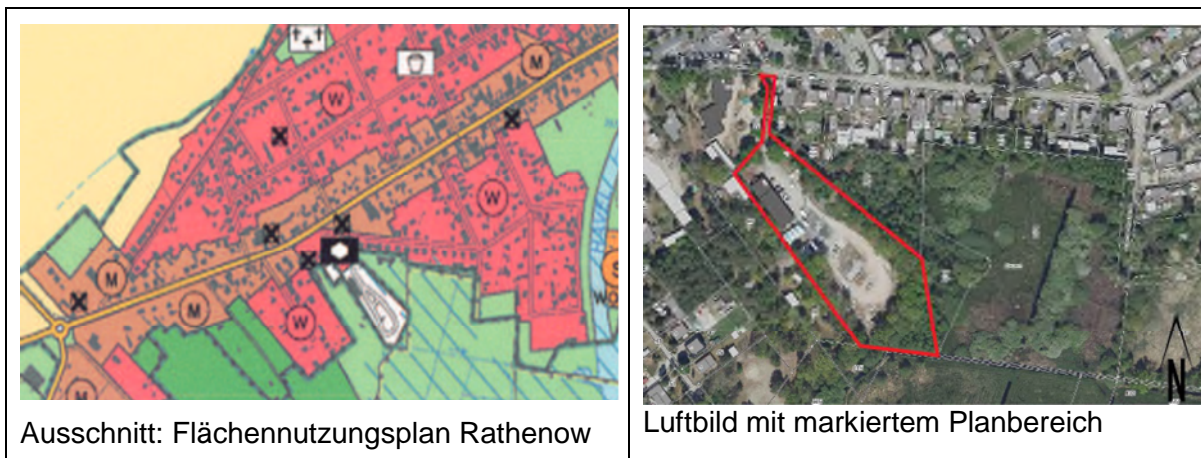 W
M
W
M
W
M
M
Ausschnitt: Flächennutzungsplan Rathenow
Luftbild mit markiertem Planbereich
N